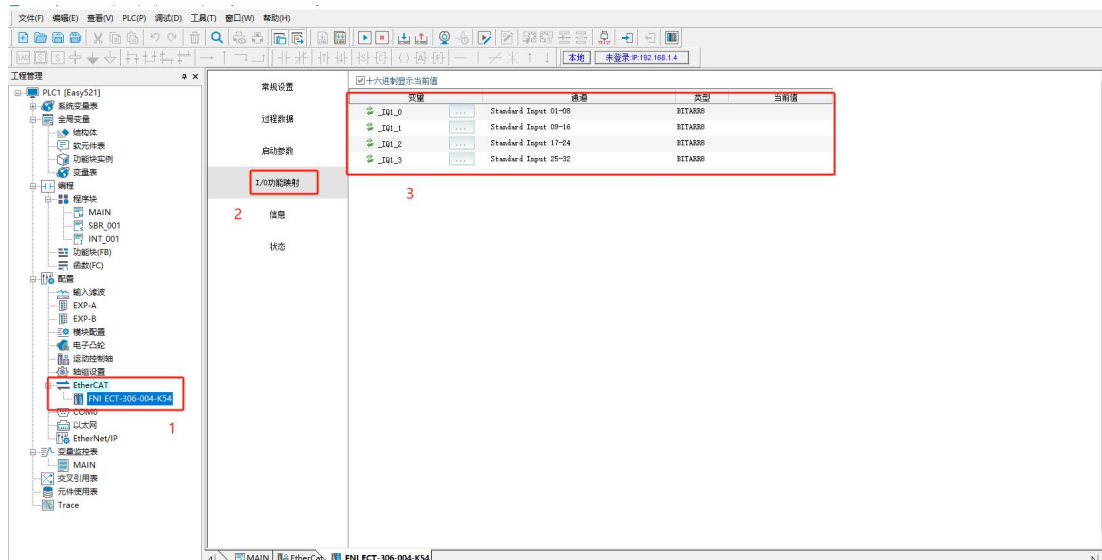 文件(F) 编辑(E) 查看(V) PLC(P) 调试(D) 工具(T) 窗口(W) 帮助(H)
本地 未登录:IP:192.168.1.4
工程管理
PLC1 [Easy521]
系统变量表
全局变量
结构体
软元件表
功能块实例
变量表
编程
程序块
MAIN
SBR_001
INT_001
功能块(FB)
函数(FC)
配置
输入滤波
EXP-A
EXP-B
模块配置
电子凸轮
运动控制轴
轴组设置
EtherCAT
FNI ECT-306-004-K54
COM0
以太网
EtherNet/IP
变量监控表
MAIN
交叉引用表
元件使用表
Trace
1
常规设置
过程数据
启动参数
I/O功能映射
2 信息
状态
十六进制显示当前值
变量 通道 类型 当前值
_IQ1_0 ... Standard Input 01-08 BITARR8
_IQ1_1 ... Standard Input 09-16 BITARR8
_IQ1_2 ... Standard Input 17-24 BITARR8
_IQ1_3 ... Standard Input 25-32 BITARR8
3
MAIN EtherCat FNI ECT-306-004-K54